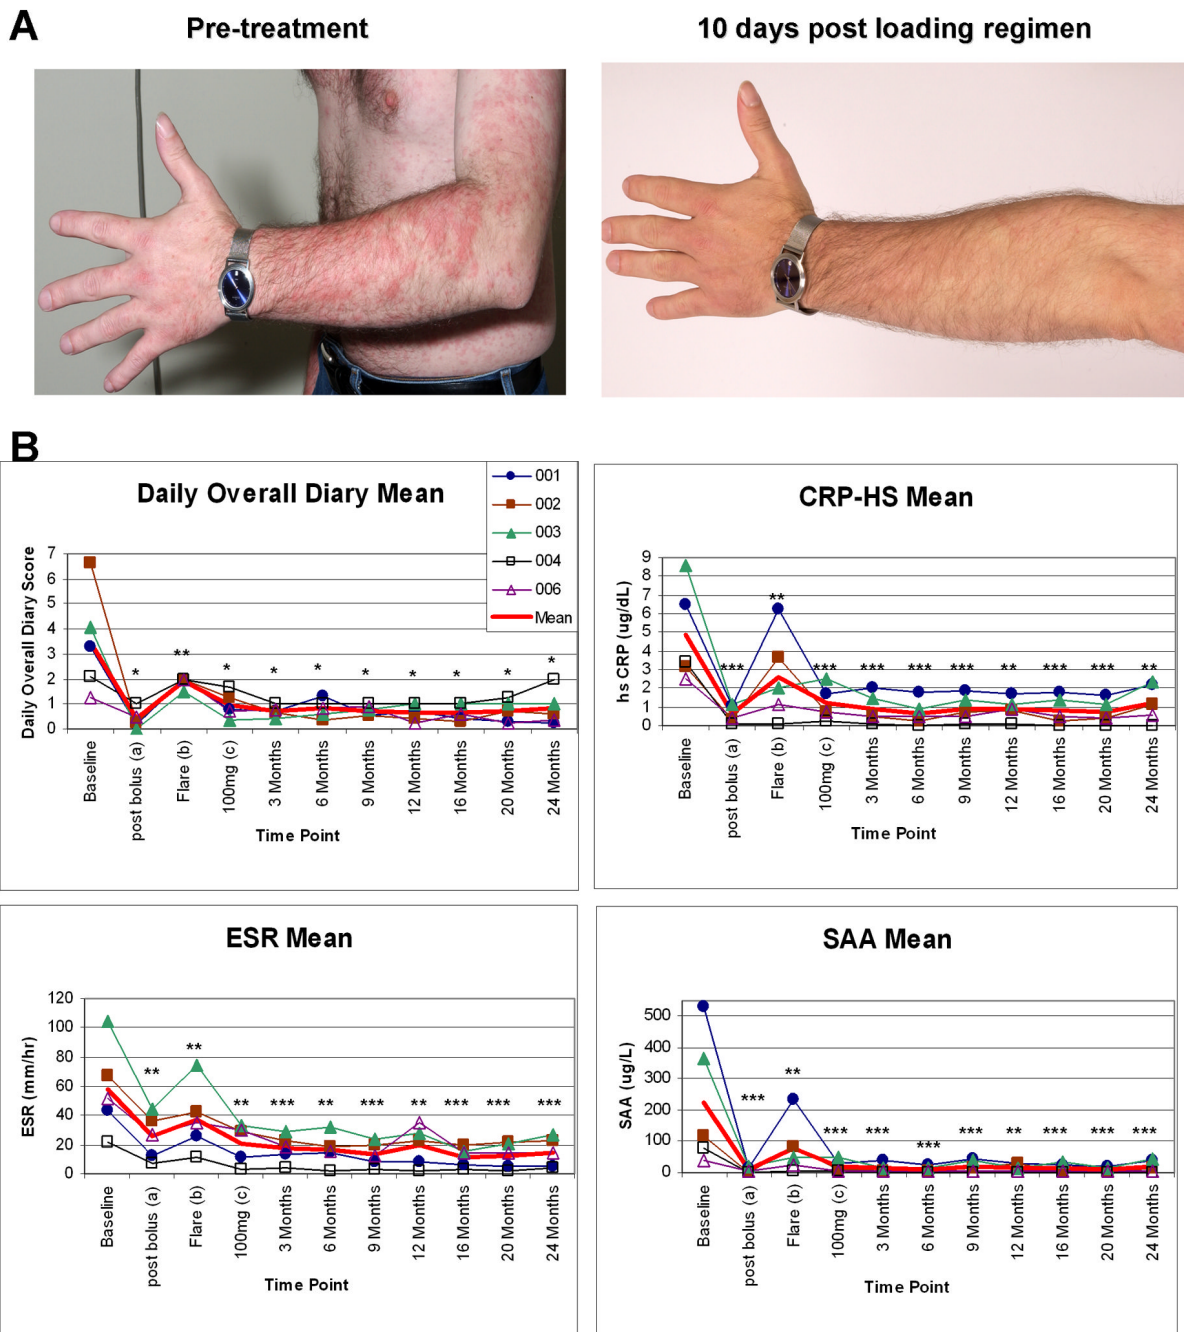 A
Pre-treatment
10 days post loading regimen
B
Daily Overall Diary Mean
001
002
003
004
006
Mean
Daily Overall Diary Score
7
6
5
4
3
2
1
0
* ** * * * * * * * *
Baseline
post bolus (a)
Flare (b)
100mg (c)
3 Months
6 Months
9 Months
12 Months
16 Months
20 Months
24 Months
Time Point
CRP-HS Mean
hs CRP (ug/dL)
9
8
7
6
5
4
3
2
1
0
*** ** *** *** *** *** ** *** *** **
Baseline
post bolus (a)
Flare (b)
100mg (c)
3 Months
6 Months
9 Months
12 Months
16 Months
20 Months
24 Months
Time Point
ESR Mean
ESR (mm/hr)
120
100
80
60
40
20
0
** ** ** *** ** *** ** *** *** ***
Baseline
post bolus (a)
Flare (b)
100mg (c)
3 Months
6 Months
9 Months
12 Months
16 Months
20 Months
24 Months
Time Point
SAA Mean
SAA (ug/L)
500
400
300
200
100
0
*** ** *** *** *** *** ** *** *** ***
Baseline
post bolus (a)
Flare (b)
100mg (c)
3 Months
6 Months
9 Months
12 Months
16 Months
20 Months
24 Months
Time Point